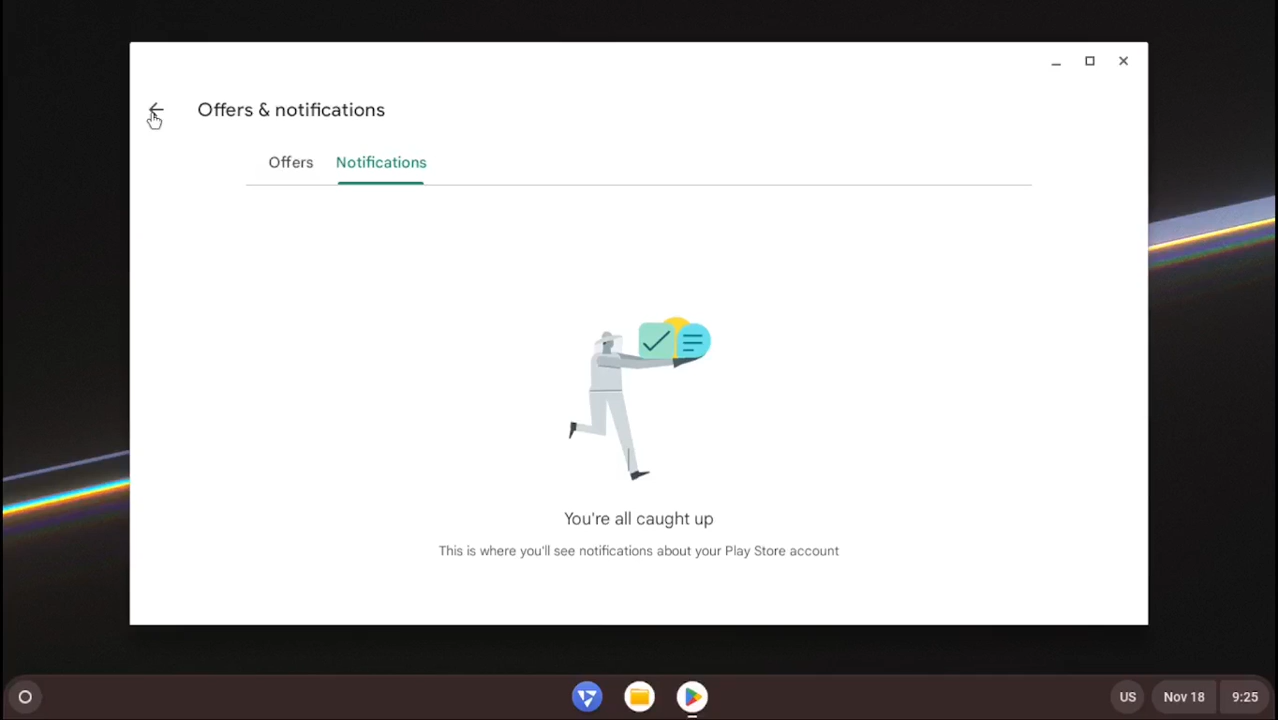 Offers & notifications
Offers Notifications
You're all caught up
This is where you'll see notifications about your Play Store account
US Nov 18 9:25